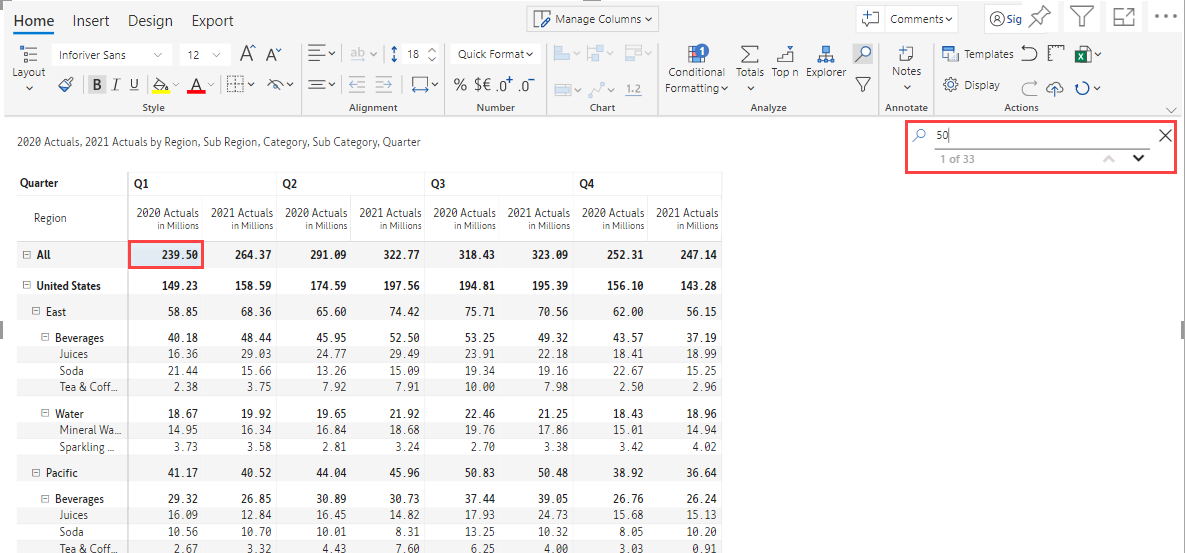 Home Insert Design Export Manage Columns Comments Sig
Layout Inforiver Sans 12 A A ab 18 Quick Format Conditional Formatting 1 Totals Top n Explorer Notes Templates
B I U A % $€ .0+ .0- 1.2 Display
Style Alignment Number Chart Analyze Annotate Actions
2020 Actuals, 2021 Actuals by Region, Sub Region, Category, Sub Category, Quarter
50
1 of 33
Quarter Q1 Q2 Q3 Q4
Region 2020 Actuals 2021 Actuals 2020 Actuals 2021 Actuals 2020 Actuals 2021 Actuals 2020 Actuals 2021 Actuals
in Millions in Millions in Millions in Millions in Millions in Millions in Millions in Millions
All 239.50 264.37 291.09 322.77 318.43 323.09 252.31 247.14
United States 149.23 158.59 174.59 197.56 194.81 195.39 156.10 143.28
East 58.85 68.36 65.60 74.42 75.71 70.56 62.00 56.15
Beverages 40.18 48.44 45.95 52.50 53.25 49.32 43.57 37.19
Juices 16.36 29.03 24.77 29.49 23.91 22.18 18.41 18.99
Soda 21.44 15.66 13.26 15.09 19.34 19.16 22.67 15.25
Tea & Coff... 2.38 3.75 7.92 7.91 10.00 7.98 2.50 2.96
Water 18.67 19.92 19.65 21.92 22.46 21.25 18.43 18.96
Mineral Wa... 14.95 16.34 16.84 18.68 19.76 17.86 15.01 14.94
Sparkling ... 3.73 3.58 2.81 3.24 2.70 3.38 3.42 4.02
Pacific 41.17 40.52 44.04 45.96 50.83 50.48 38.92 36.64
Beverages 29.32 26.85 30.89 30.73 37.44 39.05 26.76 26.24
Juices 16.09 12.84 16.45 14.82 17.93 24.73 15.68 15.13
Soda 10.56 10.70 10.01 8.31 13.25 10.32 8.05 10.20
Tea & Coff... 2.67 3.32 4.43 7.60 6.25 4.00 3.03 0.91